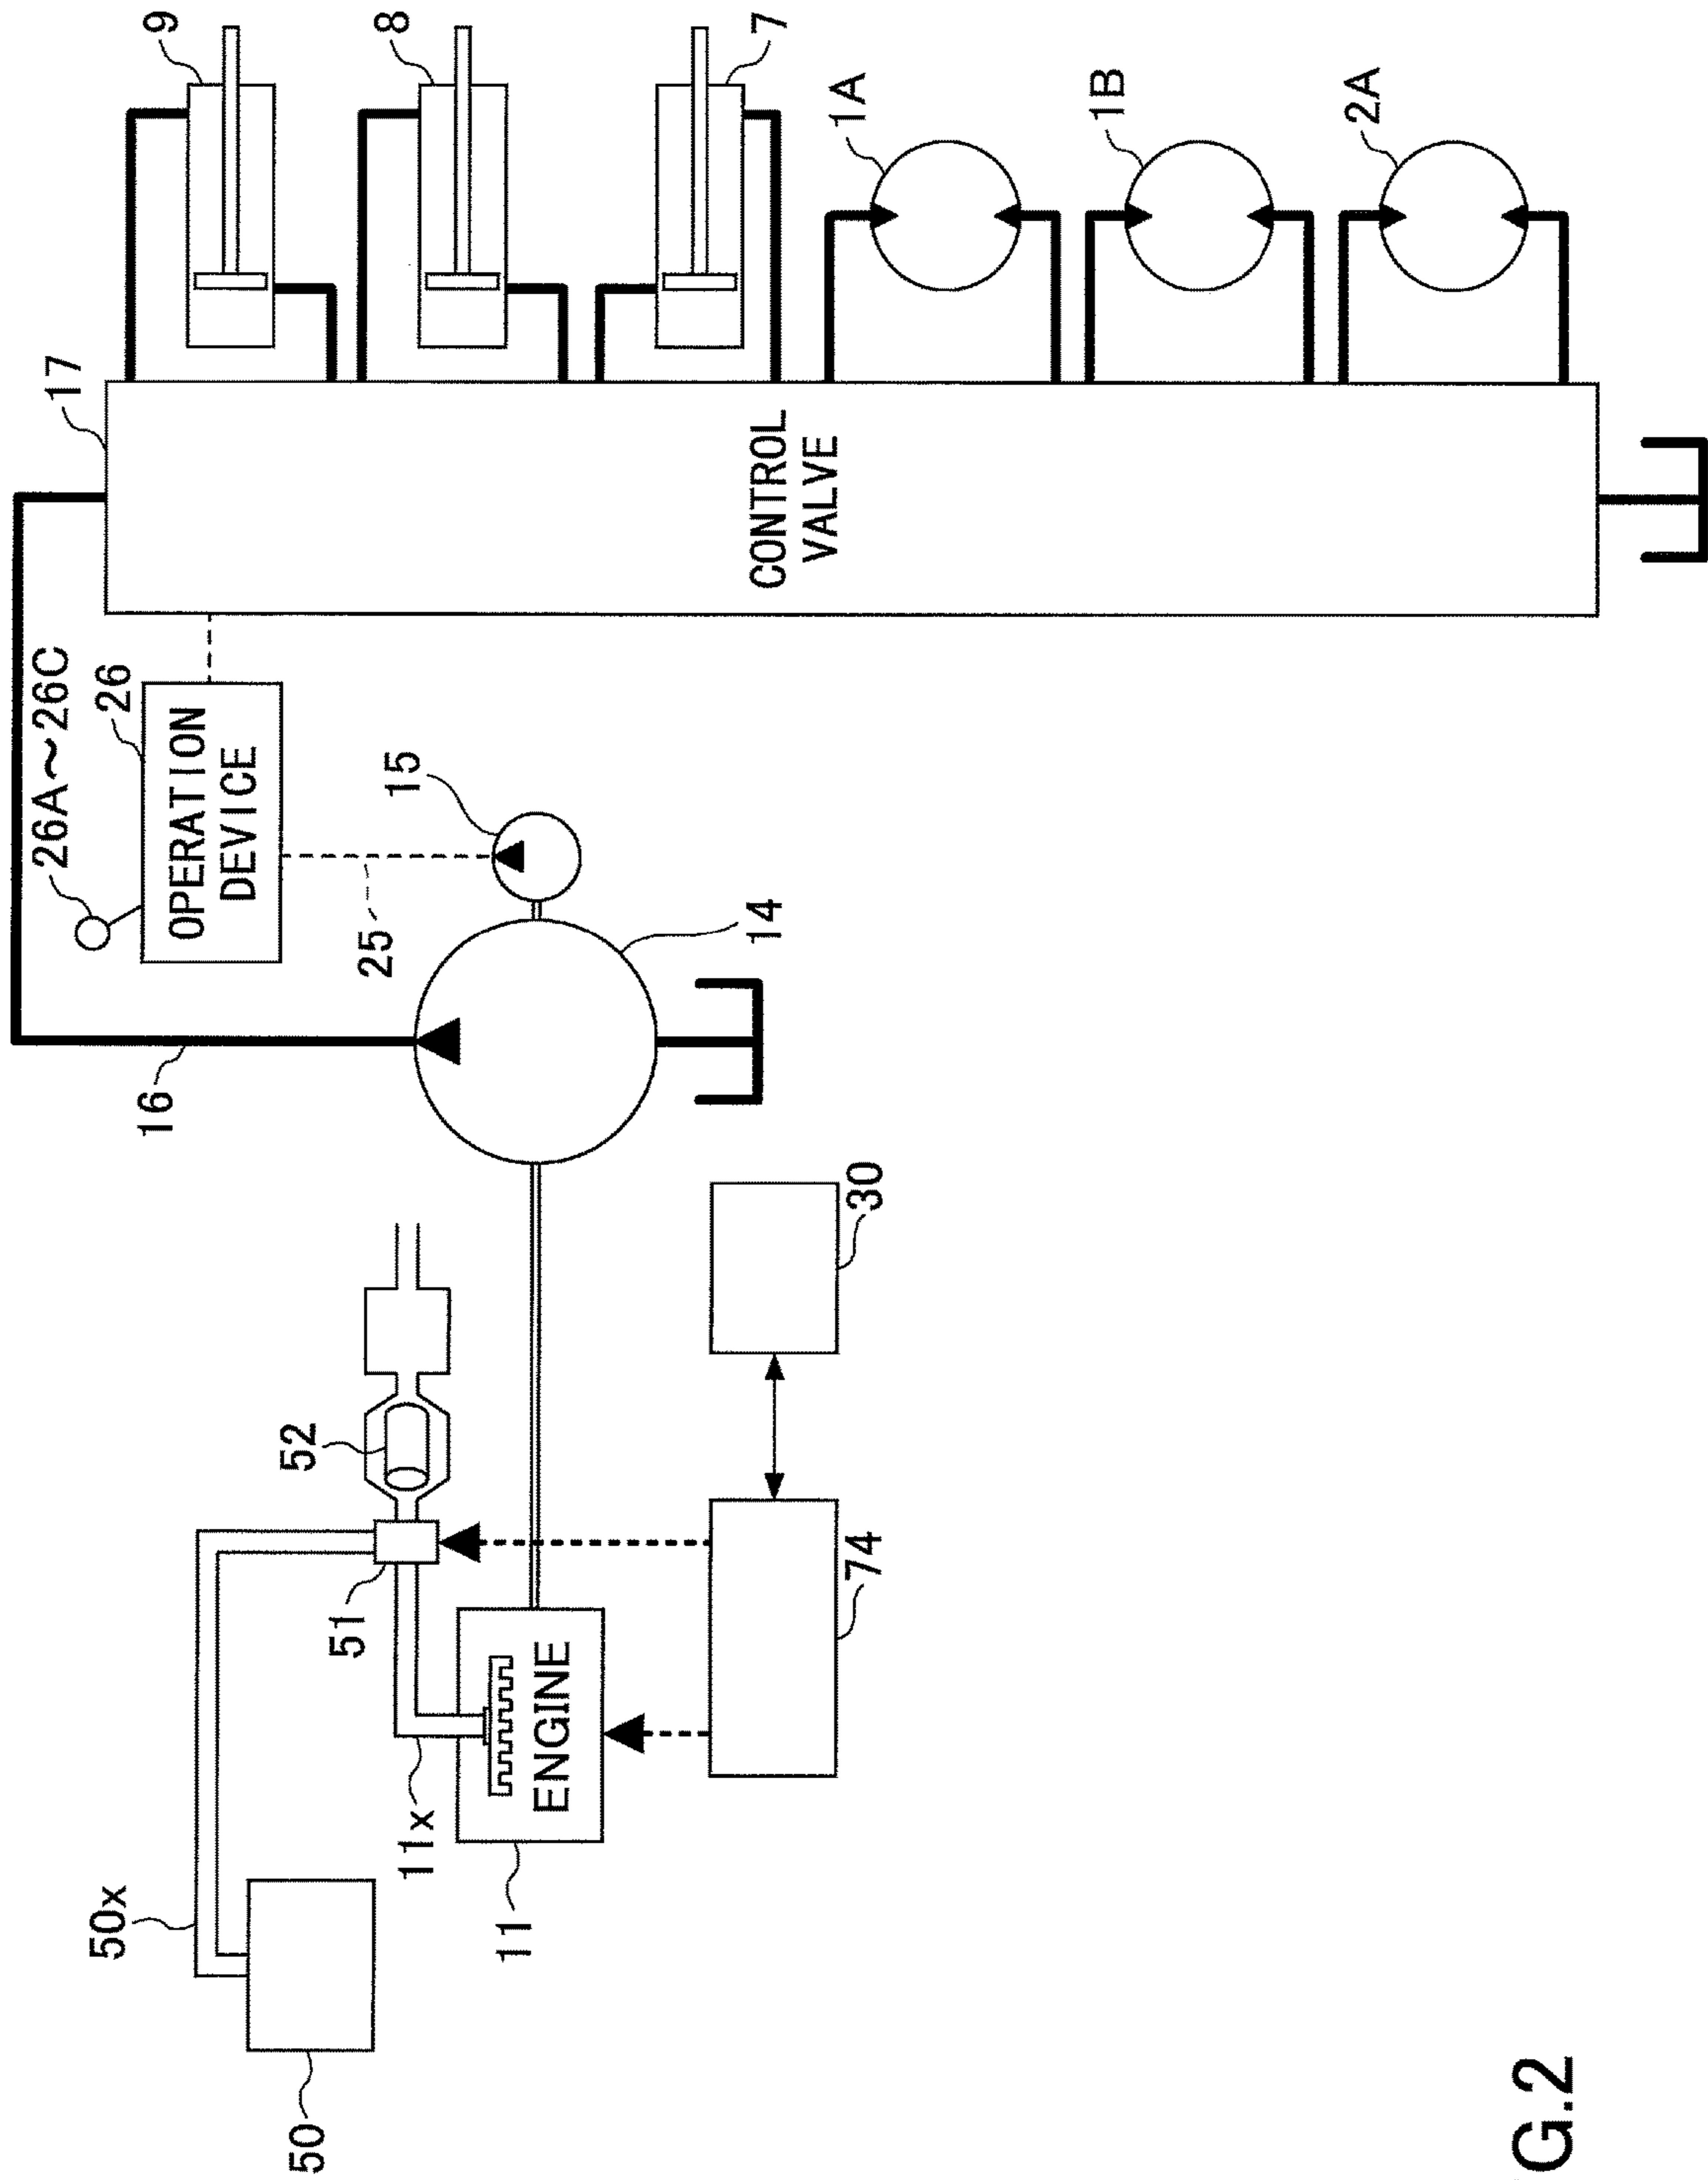 9
8
7
1A
1B
2A
17
CONTROL
VALVE
26A~26C
26
OPERATION
DEVICE
15
25
14
16
30
52
51
74
ENGINE
11x
11
50x
50
G.2